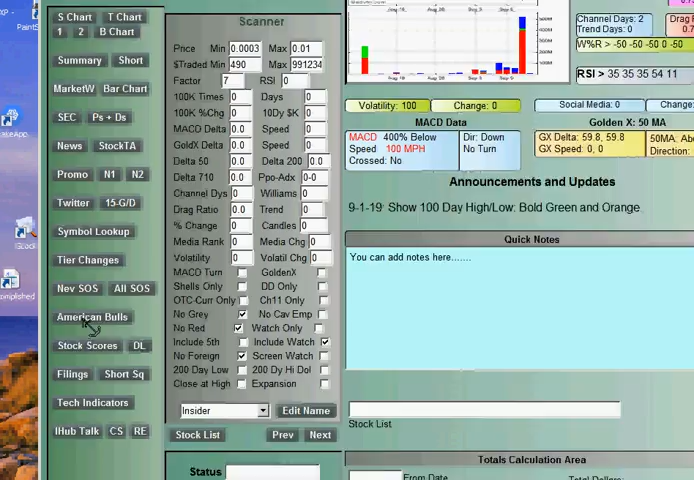 S Chart T Chart
1 2 B Chart
Summary Short
MarketW Bar Chart
SEC Ps + Ds
News StockTA
Promo N1 N2
Twitter 15-G/D
Symbol Lookup
Tier Changes
Nev SOS All SOS
American Bulls
Stock Scores DL
Filings Short Sq
Tech Indicators
IHub Talk CS RE
Scanner
Price Min 0.0003 Max 0.01
$Traded Min 490 Max 991234
Factor 7 RSI 0
100K Times 0 Days 0
100K %Chg 0 10Dy $K 0
MACD Delta 0.0 Speed 0
GoldX Delta 0.0 Speed 0
Delta 50 0.0 Delta 200 0.0
Delta 710 0.0 Ppo-Adx 0-0
Channel Dys 0 Williams 0
Drag Ratio 0.0 Trend 0
% Change 0 Candles 0
Media Rank 0 Media Chg 0
Volatility 0 Volatil Chg 0
MACD Turn GoldenX
Shells Only DD Only
OTC-Curr Only Ch11 Only
No Grey No Cav Emp
No Red Watch Only
Include 5th Include Watch
No Foreign Screen Watch
200 Day Low 200 Dy Hi Dol
Close at High Expansion
Insider Edit Name
Stock List Prev Next
Status
500M
400M
300M
200M
100M
Channel Days: 2
Trend Days: 0
W%R > -50 -50 -50 0 -50
RSI > 35 35 35 54 11
Volatility: 100 Change: 0
Social Media: 0 Change:
MACD Data
MACD 400% Below
Speed 100 MPH
Crossed: No
Dir: Down
No Turn
Golden X: 50 MA
GX Delta: 59.8, 59.8
GX Speed: 0, 0
50MA:
Direction:
Announcements and Updates
9-1-19 Show 100 Day High/Low: Bold Green and Orange
Quick Notes
You can add notes here.......
Stock List
Totals Calculation Area
From Date
Total Dollars: